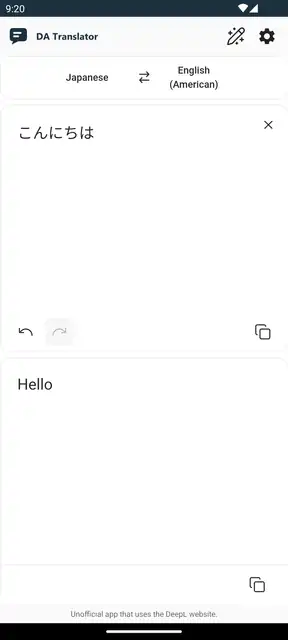 9:20
DA Translator
Japanese
English
(American)
こんにちは
Hello
Unofficial app that uses the DeepL website.